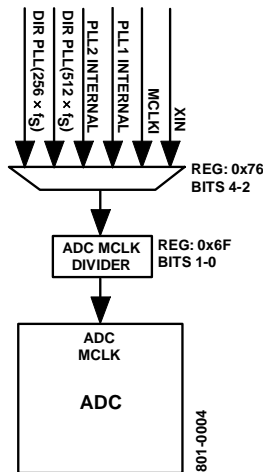 DIR PLL(256 × fS)
DIR PLL(512 × fS)
PLL2 INTERNAL
PLL1 INTERNAL
MCLKI
XIN
REG: 0x76
BITS 4-2
ADC MCLK
DIVIDER
REG: 0x6F
BITS 1-0
ADC
MCLK
ADC
801-0004